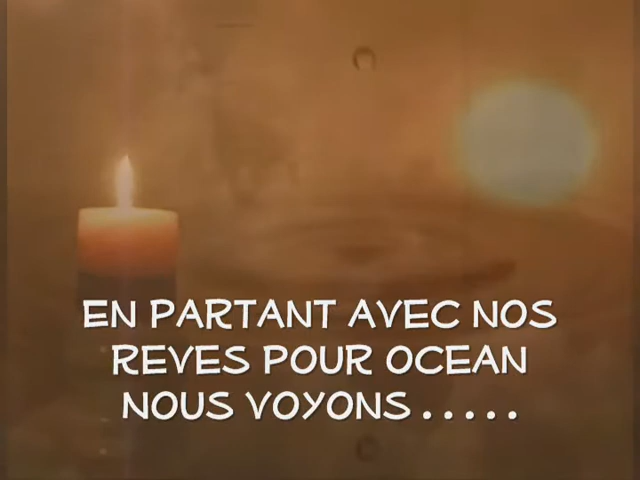 EN PARTANT AVEC NOS
REVES POUR OCEAN
NOUS VOYONS.....